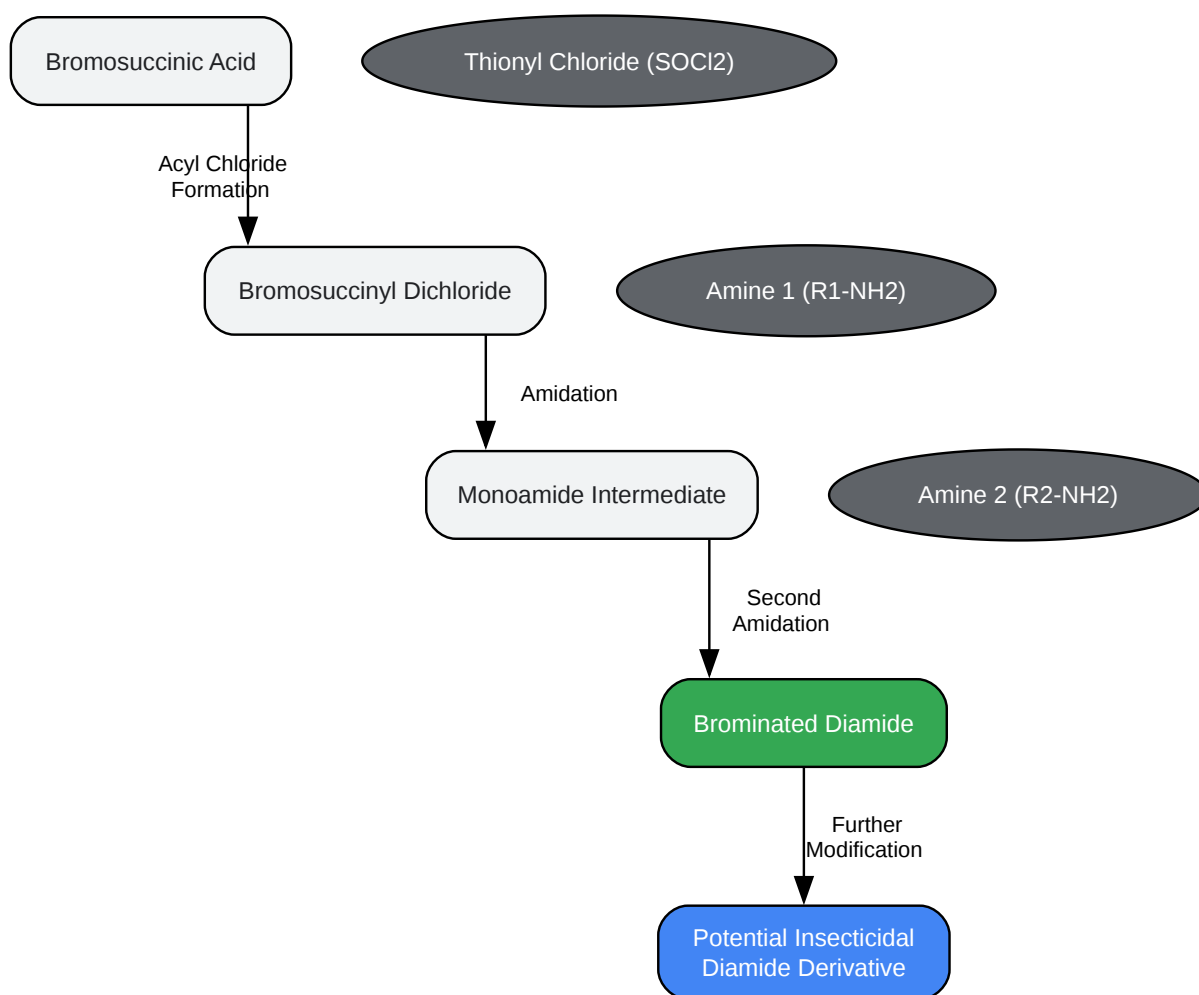 Bromosuccinic Acid
Thionyl Chloride (SOCl2)
Acyl Chloride
Formation
Bromosuccinyl Dichloride
Amine 1 (R1-NH2)
Amidation
Monoamide Intermediate
Amine 2 (R2-NH2)
Second
Amidation
Brominated Diamide
Further
Modification
Potential Insecticidal
Diamide Derivative